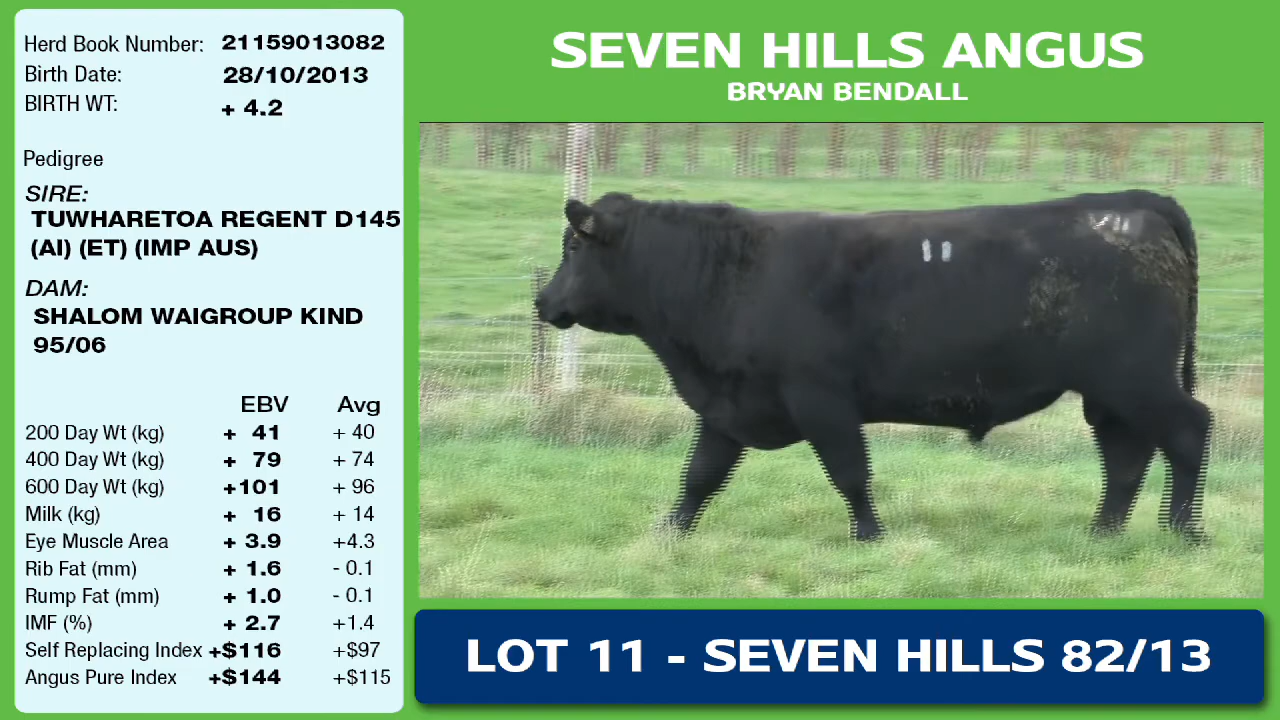 Herd Book Number: 21159013082
Birth Date: 28/10/2013
BIRTH WT: + 4.2
Pedigree
SIRE:
TUWHARETOA REGENT D145
(AI) (ET) (IMP AUS)
DAM:
SHALOM WAIGROUP KIND
95/06
EBV Avg
200 Day Wt (kg) + 41 + 40
400 Day Wt (kg) + 79 + 74
600 Day Wt (kg) +101 + 96
Milk (kg) + 16 + 14
Eye Muscle Area + 3.9 +4.3
Rib Fat (mm) + 1.6 - 0.1
Rump Fat (mm) + 1.0 - 0.1
IMF (%) + 2.7 +1.4
Self Replacing Index +$116 +$97
Angus Pure Index +$144 +$115
SEVEN HILLS ANGUS
BRYAN BENDALL
11
VII
LOT 11 - SEVEN HILLS 82/13